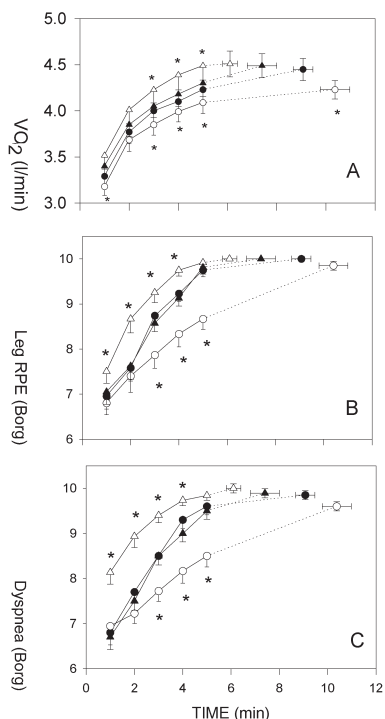 5.0
4.5
4.0
3.5
3.0
VO2 (l/min)
* * * * * * * * *
A
10
9
8
7
6
Leg RPE (Borg)
* * * * * * *
B
10
9
8
7
6
Dyspnea (Borg)
* * * * * * *
C
0 2 4 6 8 10 12
TIME (min)